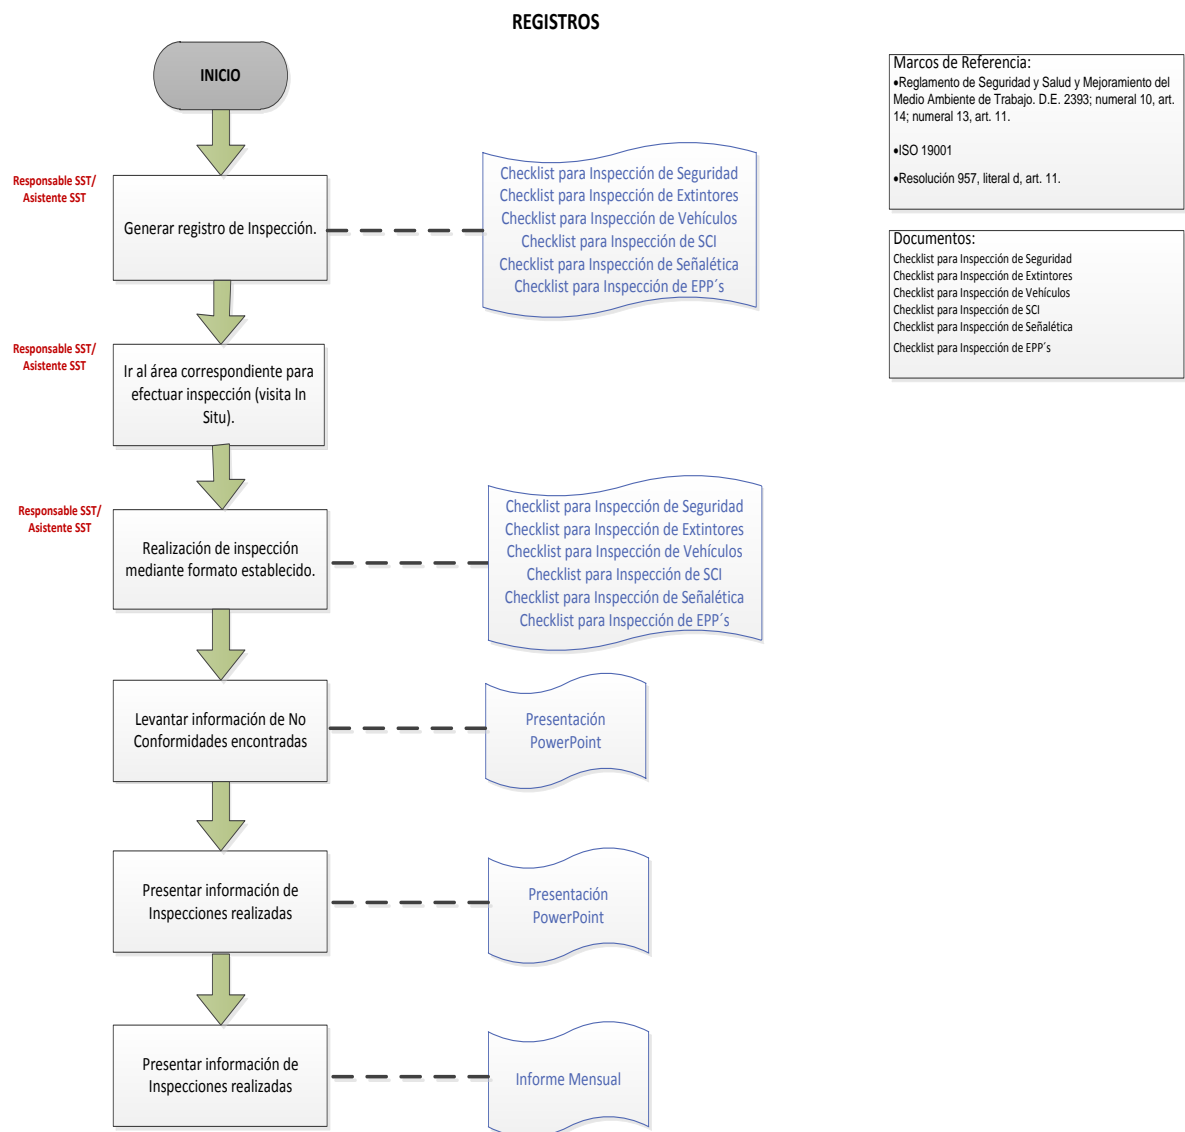 REGISTROS
INICIO
Marcos de Referencia:
•Reglamento de Seguridad y Salud y Mejoramiento del
Medio Ambiente de Trabajo. D.E. 2393; numeral 10, art.
14; numeral 13, art. 11.
•ISO 19001
•Resolución 957, literal d, art. 11.
Documentos:
Checklist para Inspección de Seguridad
Checklist para Inspección de Extintores
Checklist para Inspección de Vehículos
Checklist para Inspección de SCI
Checklist para Inspección de Señalética
Checklist para Inspección de EPP´s
Responsable SST/
Asistente SST
Generar registro de Inspección.
Checklist para Inspección de Seguridad
Checklist para Inspección de Extintores
Checklist para Inspección de Vehículos
Checklist para Inspección de SCI
Checklist para Inspección de Señalética
Checklist para Inspección de EPP´s
Responsable SST/
Asistente SST
Ir al área correspondiente para
efectuar inspección (visita In
Situ).
Responsable SST/
Asistente SST
Realización de inspección
mediante formato establecido.
Checklist para Inspección de Seguridad
Checklist para Inspección de Extintores
Checklist para Inspección de Vehículos
Checklist para Inspección de SCI
Checklist para Inspección de Señalética
Checklist para Inspección de EPP´s
Levantar información de No
Conformidades encontradas
Presentación
PowerPoint
Presentar información de
Inspecciones realizadas
Presentación
PowerPoint
Presentar información de
Inspecciones realizadas
Informe Mensual